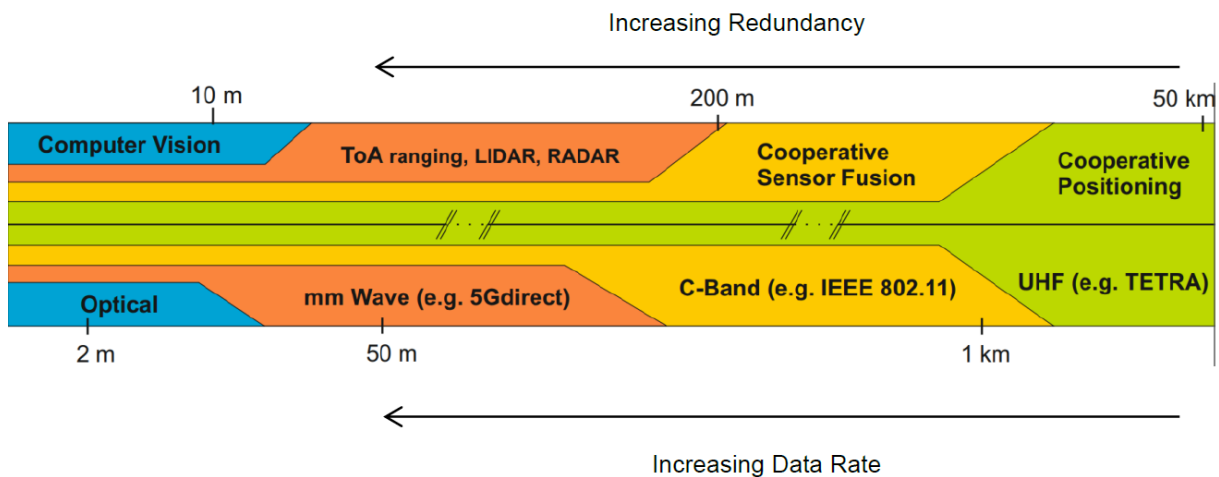 Increasing Redundancy
10 m
200 m
50 km
Computer Vision
ToA ranging, LIDAR, RADAR
Cooperative
Sensor Fusion
Cooperative
Positioning
Optical
mm Wave (e.g. 5Gdirect)
C-Band (e.g. IEEE 802.11)
UHF (e.g. TETRA)
2 m
50 m
1 km
Increasing Data Rate